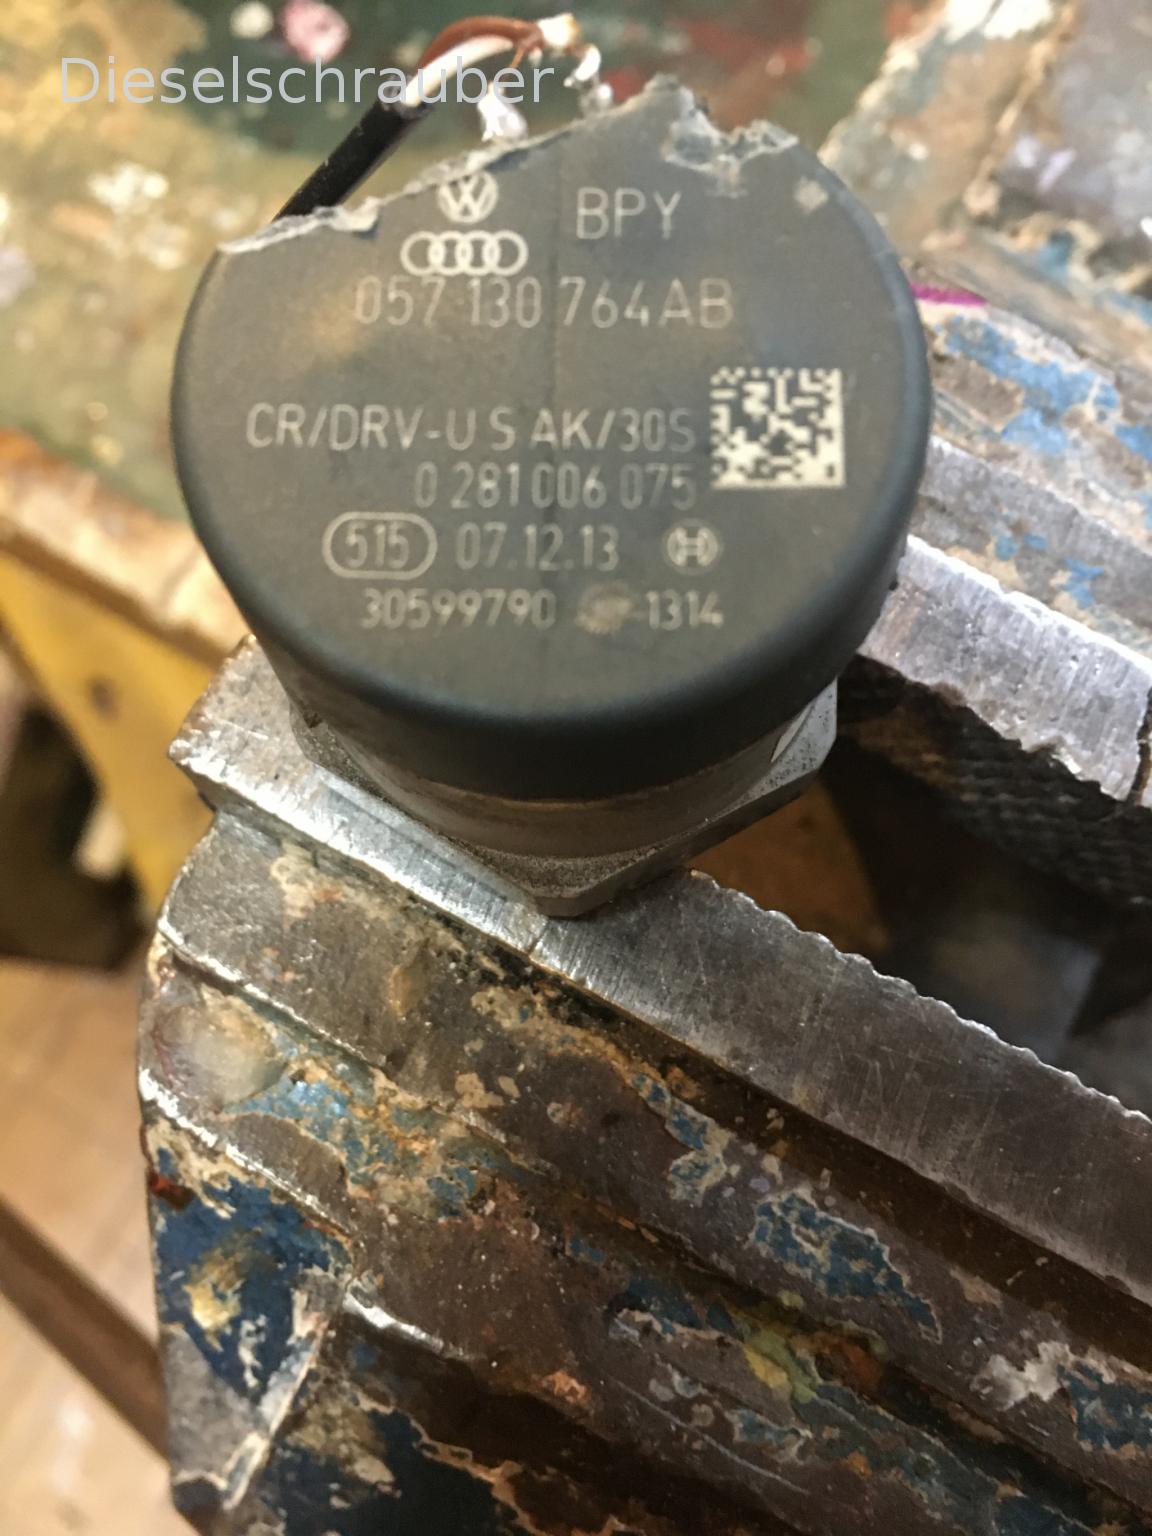 Dieselschrauber
BPY
057 130 764AB
CR/DRV-U S AK/30S
0 281 006 075
515 07.12.13
30599790 1314